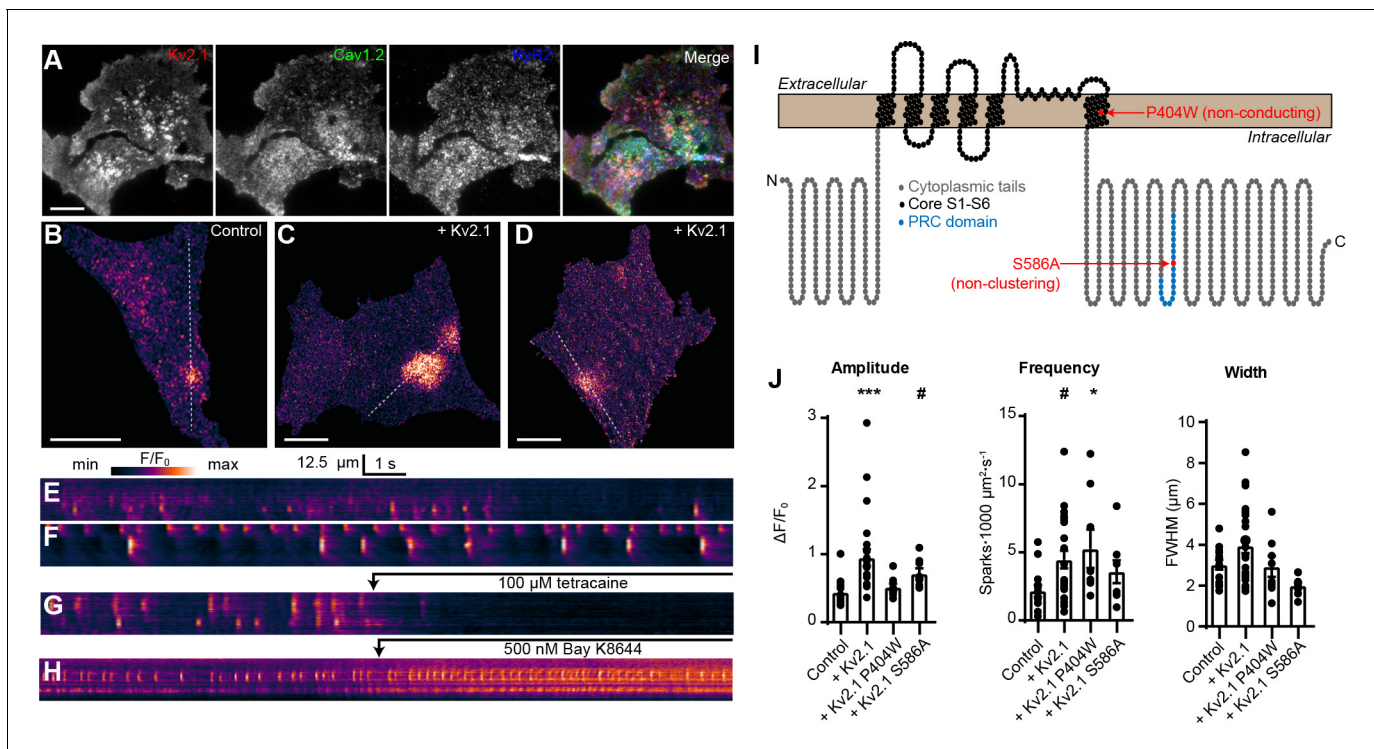 A
Kv2.1
Cav1.2
RyR2
Merge
B
Control
C
+ Kv2.1
D
+ Kv2.1
min
F/F0
max
12.5 µm
1 s
E
F
100 µM tetracaine
G
500 nM Bay K8644
H
I
Extracellular
P404W (non-conducting)
Intracellular
N
Cytoplasmic tails
Core S1-S6
PRC domain
S586A
(non-clustering)
C
J
Amplitude
*** #
ΔF/F0
3
2
1
0
Control
+ Kv2.1
+ Kv2.1 P404W
+ Kv2.1 S586A
Frequency
# *
Sparks·1000 µm²·s⁻¹
15
10
5
0
Control
+ Kv2.1
+ Kv2.1 P404W
+ Kv2.1 S586A
Width
FWHM (µm)
10
8
6
4
2
0
Control
+ Kv2.1
+ Kv2.1 P404W
+ Kv2.1 S586A